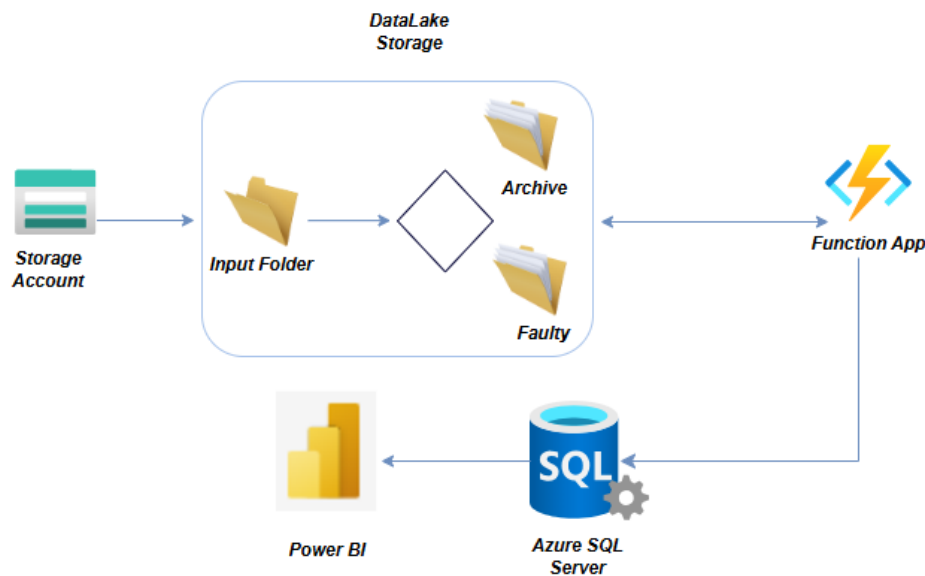 DataLake
Storage
Archive
Storage
Account
Input Folder
Function App
Faulty
SQL
Power BI
Azure SQL
Server